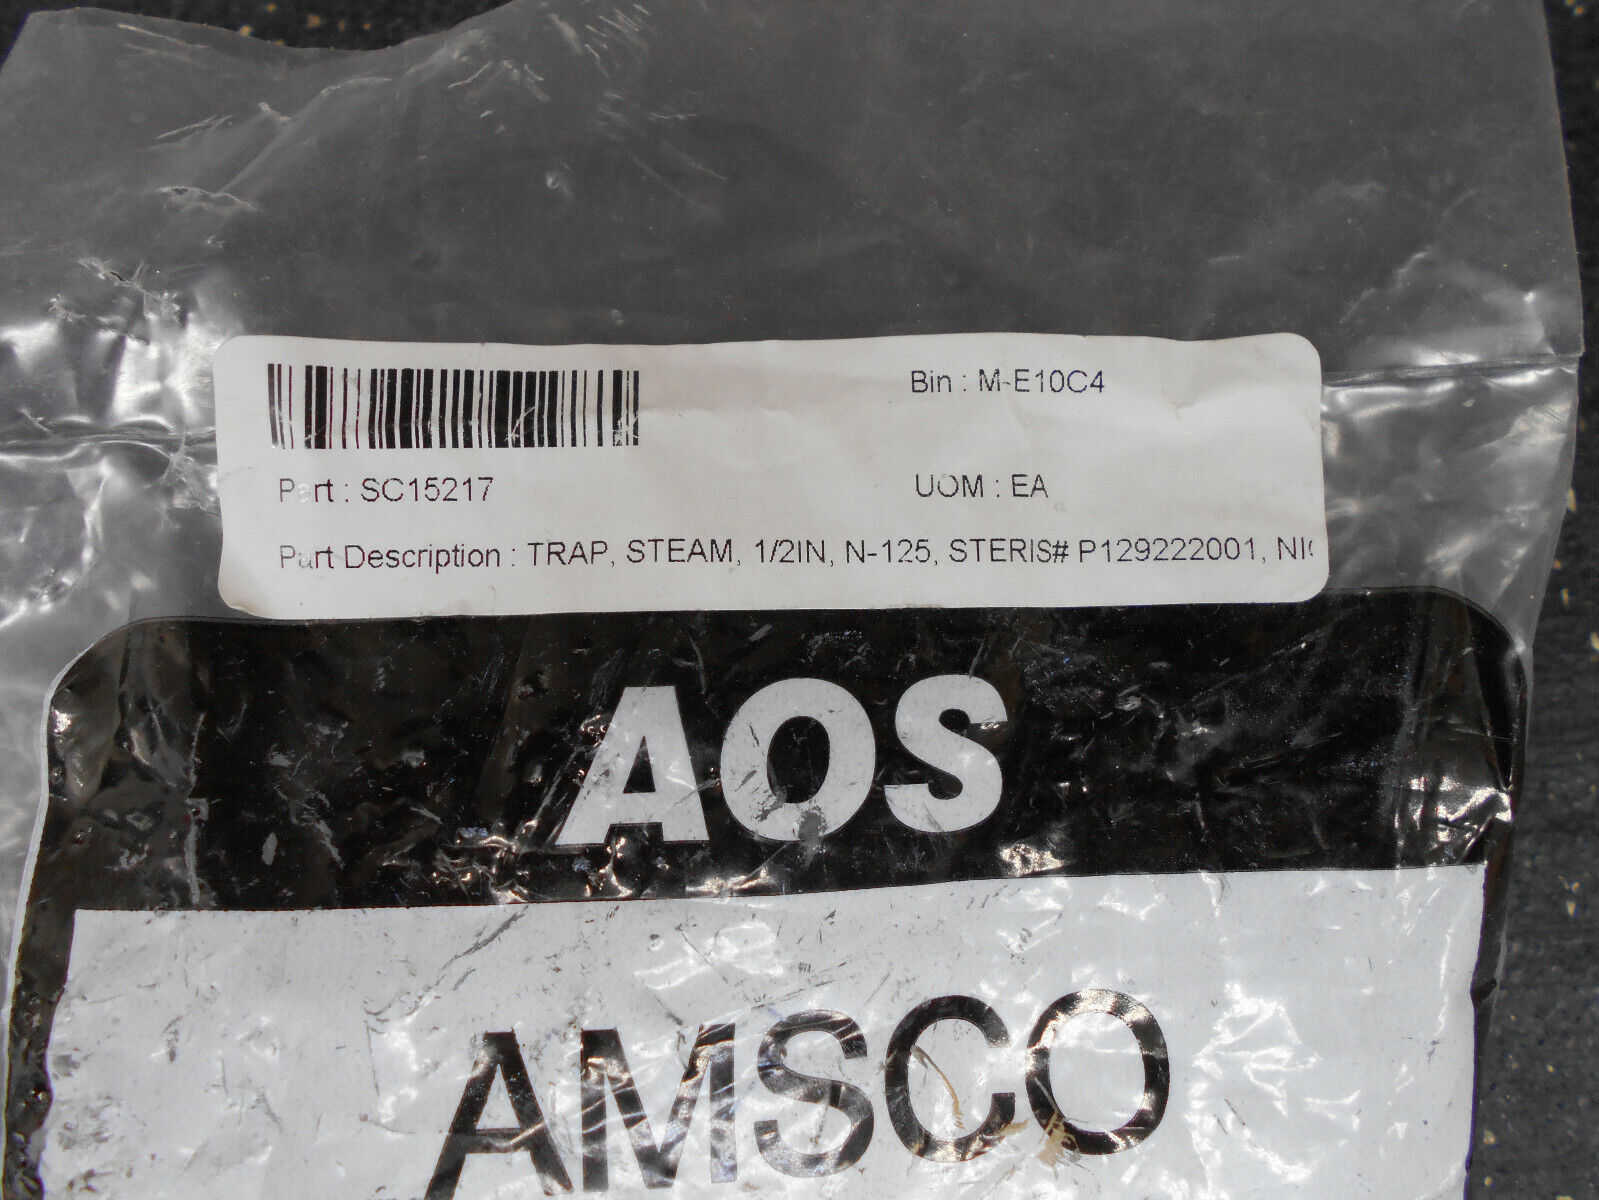 Bin : M-E10C4
Part : SC15217
UOM : EA
Part Description : TRAP, STEAM, 1/2IN, N-125, STERIS# P129222001,
AOS
AMSCO